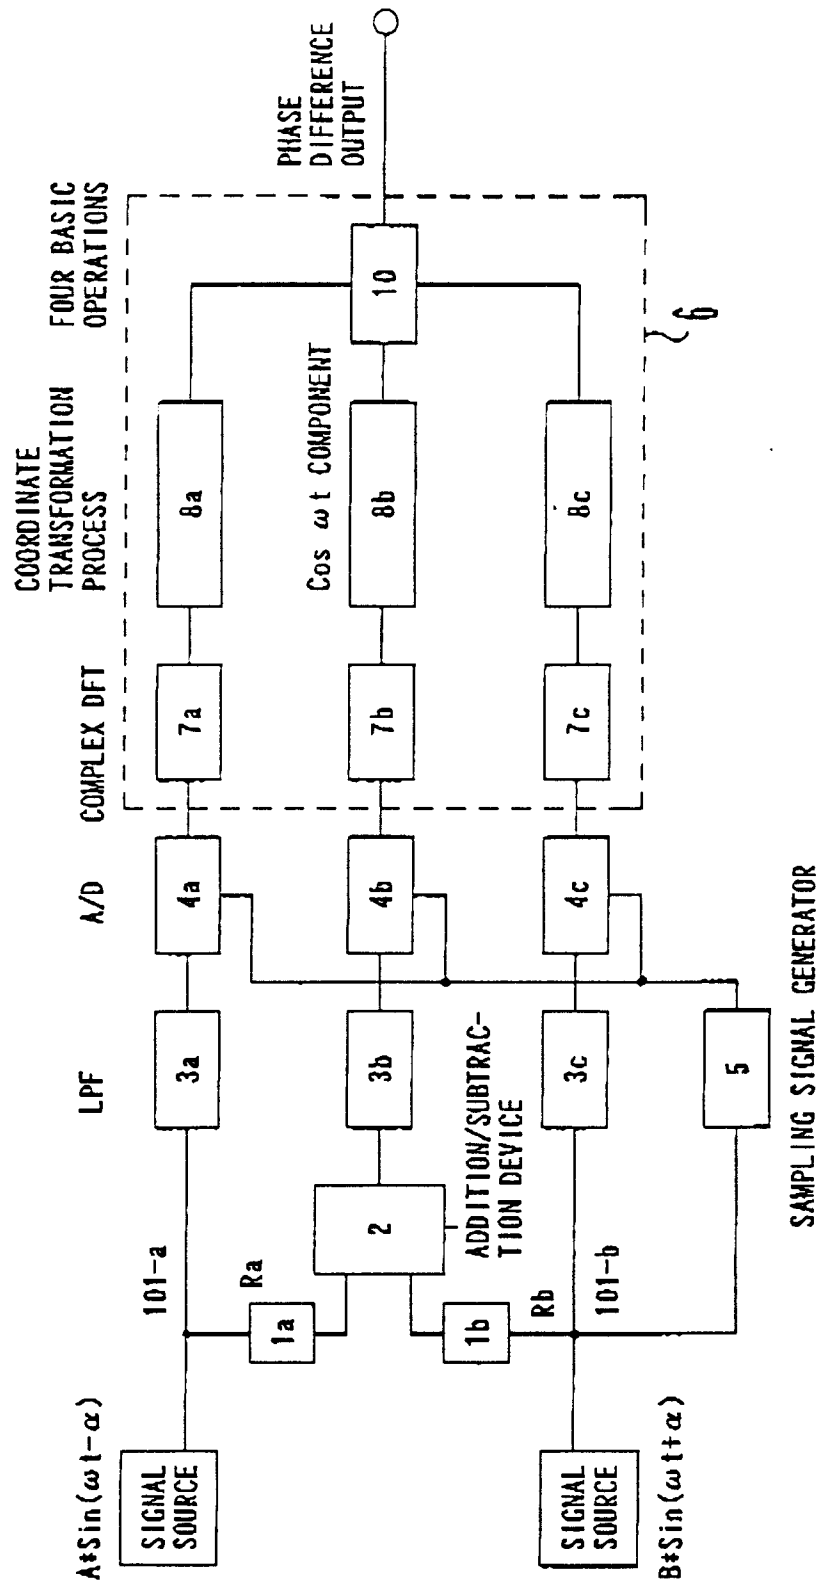 A*Sin(ωt-α)
SIGNAL
SOURCE
101-a
Ra
1a
LPF
3a
A/D
4a
COMPLEX DFT
7a
COORDINATE
TRANSFORMATION
PROCESS
8a
FOUR BASIC
OPERATIONS
PHASE
DIFFERENCE
OUTPUT
2
ADDITION/SUBTRAC-
TION DEVICE
3b
4b
7b
Cos ωt COMPONENT
8b
10
1b
Rb
101-b
3c
4c
7c
8c
6
SIGNAL
SOURCE
B*Sin(ωt+α)
5
SAMPLING SIGNAL GENERATOR